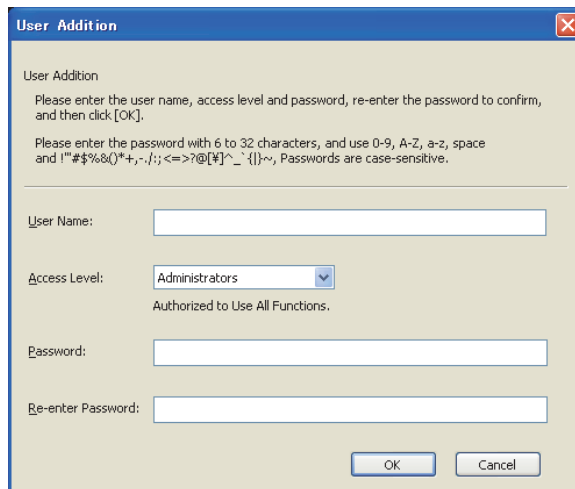 User Addition
User Addition
Please enter the user name, access level and password, re-enter the password to confirm,
and then click [OK].
Please enter the password with 6 to 32 characters, and use 0-9, A-Z, a-z, space
and !"'#$%&()*+,-./:;<=>?@[¥]^_`{|}~, Passwords are case-sensitive.
User Name:
Access Level:
Administrators
Authorized to Use All Functions.
Password:
Re-enter Password:
OK
Cancel